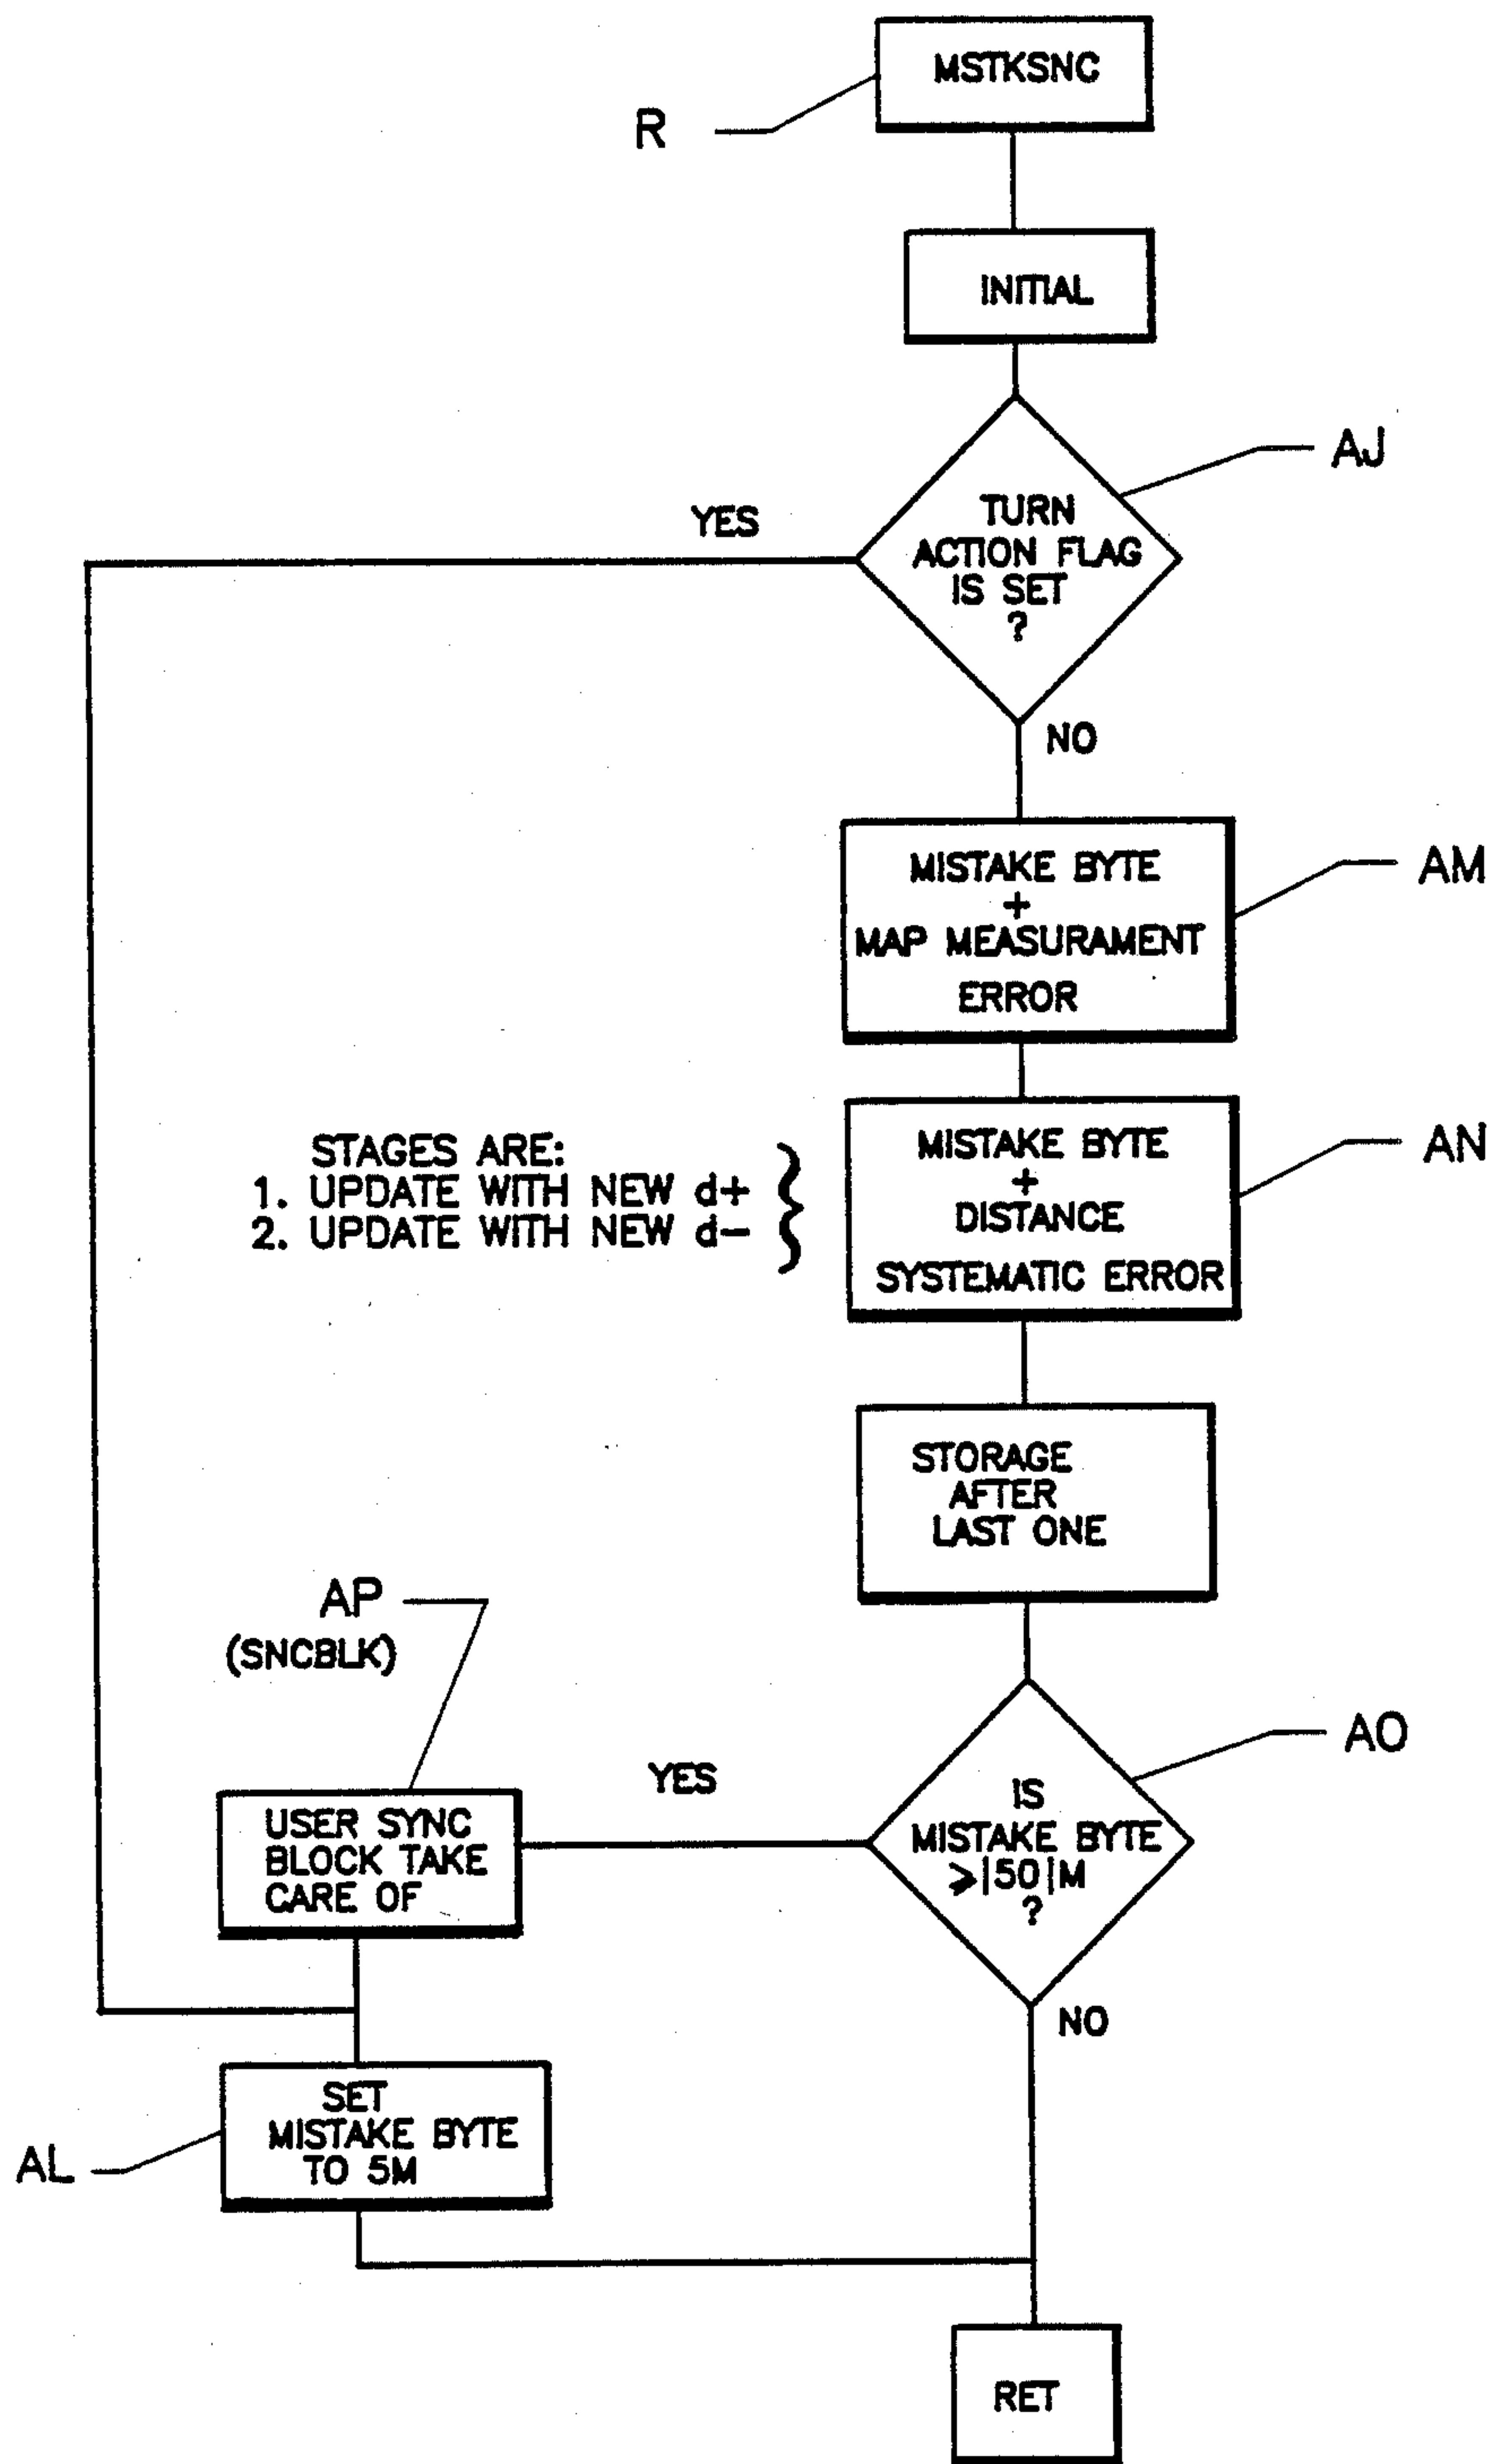 MSTKSNC
R
INITIAL
AJ
YES
TURN
ACTION FLAG
IS SET
?
NO
MISTAKE BYTE
+
MAP MEASURAMENT
ERROR
AM
STAGES ARE:
1. UPDATE WITH NEW d+
2. UPDATE WITH NEW d-
MISTAKE BYTE
+
DISTANCE
SYSTEMATIC ERROR
AN
STORAGE
AFTER
LAST ONE
AP
(SNCBLK)
AO
YES
IS
MISTAKE BYTE
⩾|50|M
?
USER SYNC
BLOCK TAKE
CARE OF
NO
SET
MISTAKE BYTE
TO 5M
AL
RET